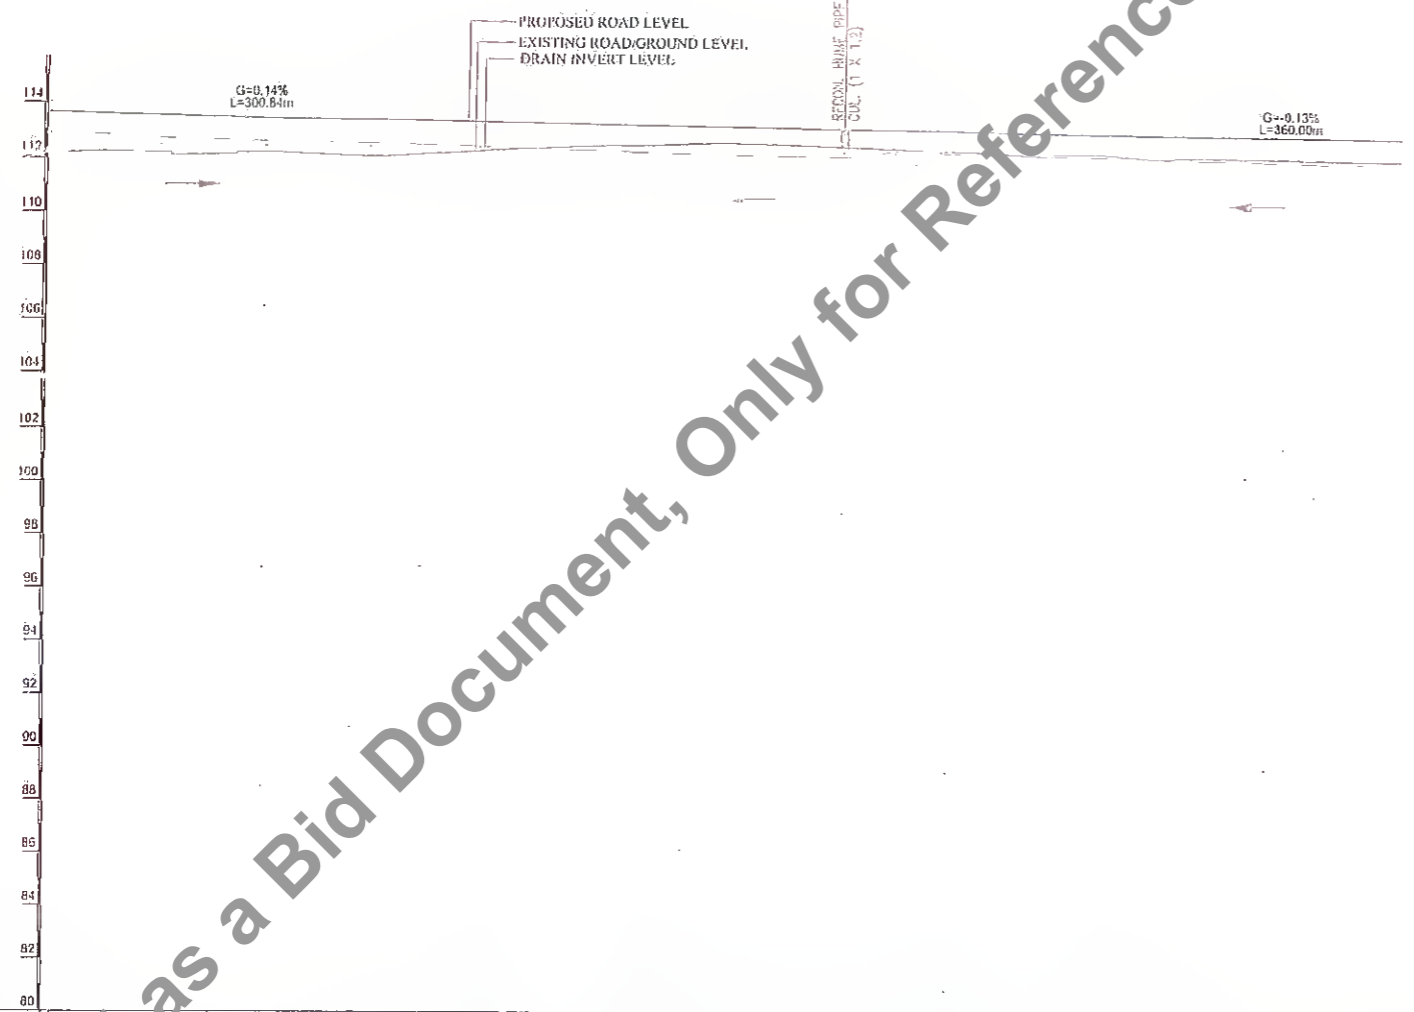 PROPOSED ROAD LEVEL
EXISTING ROAD/GROUND LEVEL
DRAIN INVERT LEVEL
RECON. HUME PIPE
CUL. (1 X 1.2)
G=0.14%
L=300.84m
G=-0.13%
L=360.00m
114
112
110
108
106
104
102
100
98
96
94
92
90
88
86
84
82
80
as a Bid Document, Only for Reference